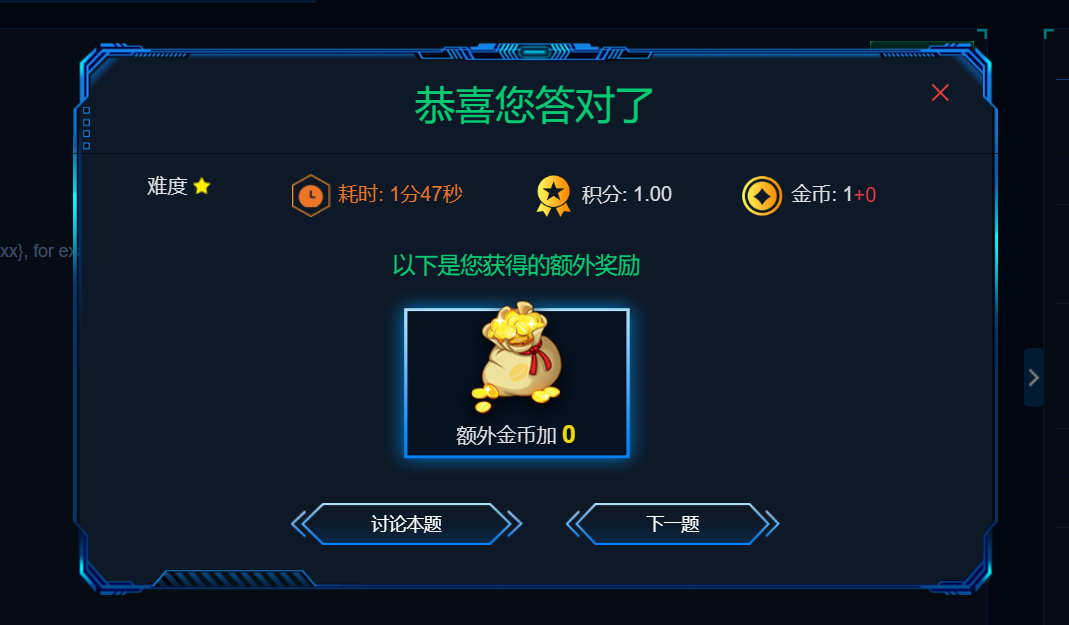 恭喜您答对了
难度
耗时: 1分47秒
积分: 1.00
金币: 1+0
xx}, for ex
以下是您获得的额外奖励
额外金币加 0
讨论本题
下一题